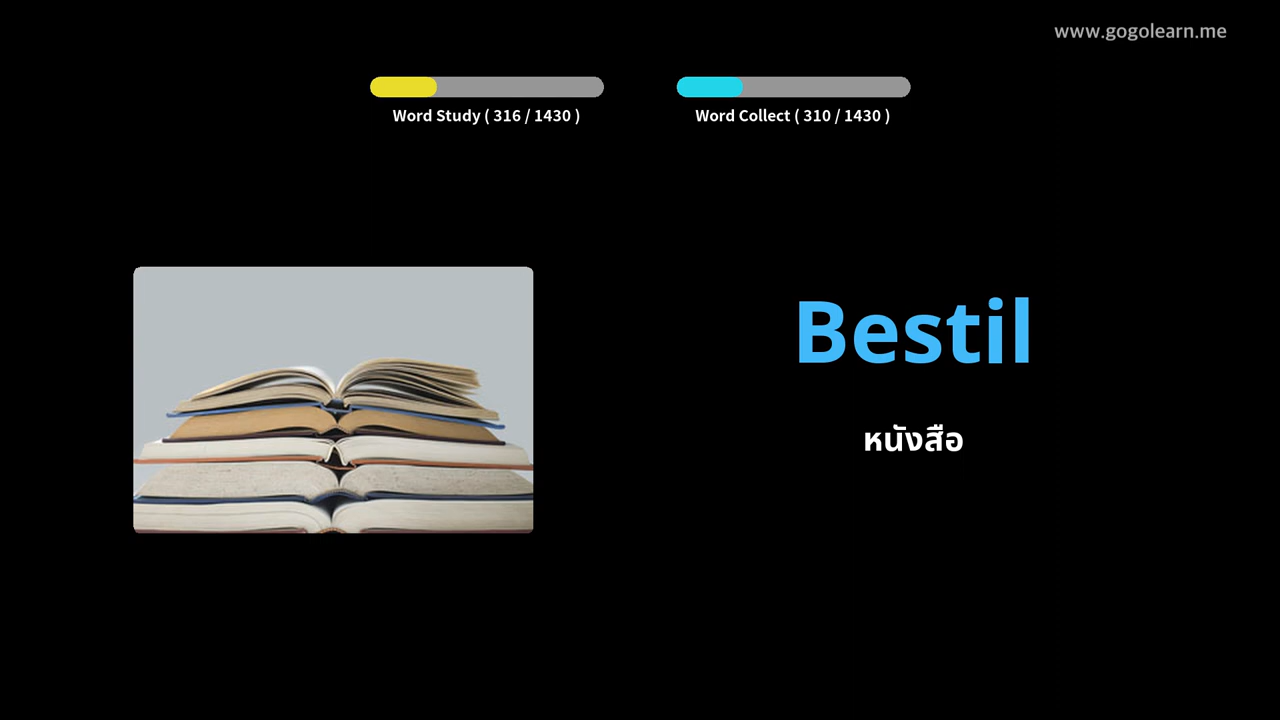 www.gogolearn.me
Word Study ( 316 / 1430 )
Word Collect ( 310 / 1430 )
Bestil
หนังสือ